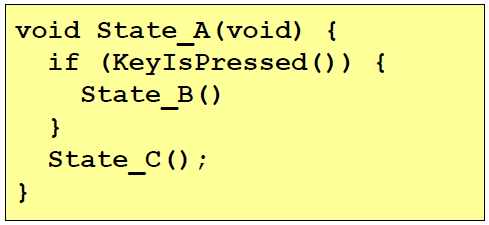 void State_A(void) {
  if (KeyIsPressed()) {
    State_B()
  }
  State_C();
}